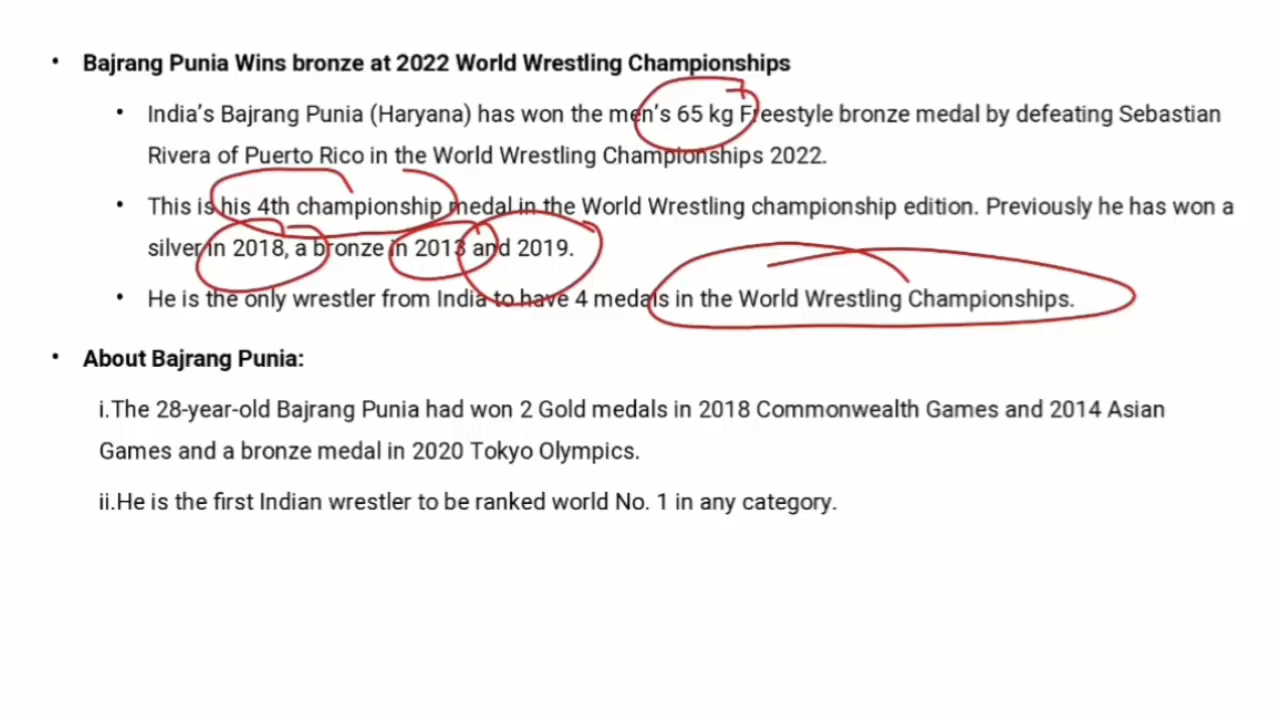 • Bajrang Punia Wins bronze at 2022 World Wrestling Championships
• India's Bajrang Punia (Haryana) has won the men's 65 kg Freestyle bronze medal by defeating Sebastian
Rivera of Puerto Rico in the World Wrestling Championships 2022.
• This is his 4th championship medal in the World Wrestling championship edition. Previously he has won a
silver in 2018, a bronze in 2013 and 2019.
• He is the only wrestler from India to have 4 medals in the World Wrestling Championships.
• About Bajrang Punia:
i.The 28-year-old Bajrang Punia had won 2 Gold medals in 2018 Commonwealth Games and 2014 Asian
Games and a bronze medal in 2020 Tokyo Olympics.
ii.He is the first Indian wrestler to be ranked world No. 1 in any category.